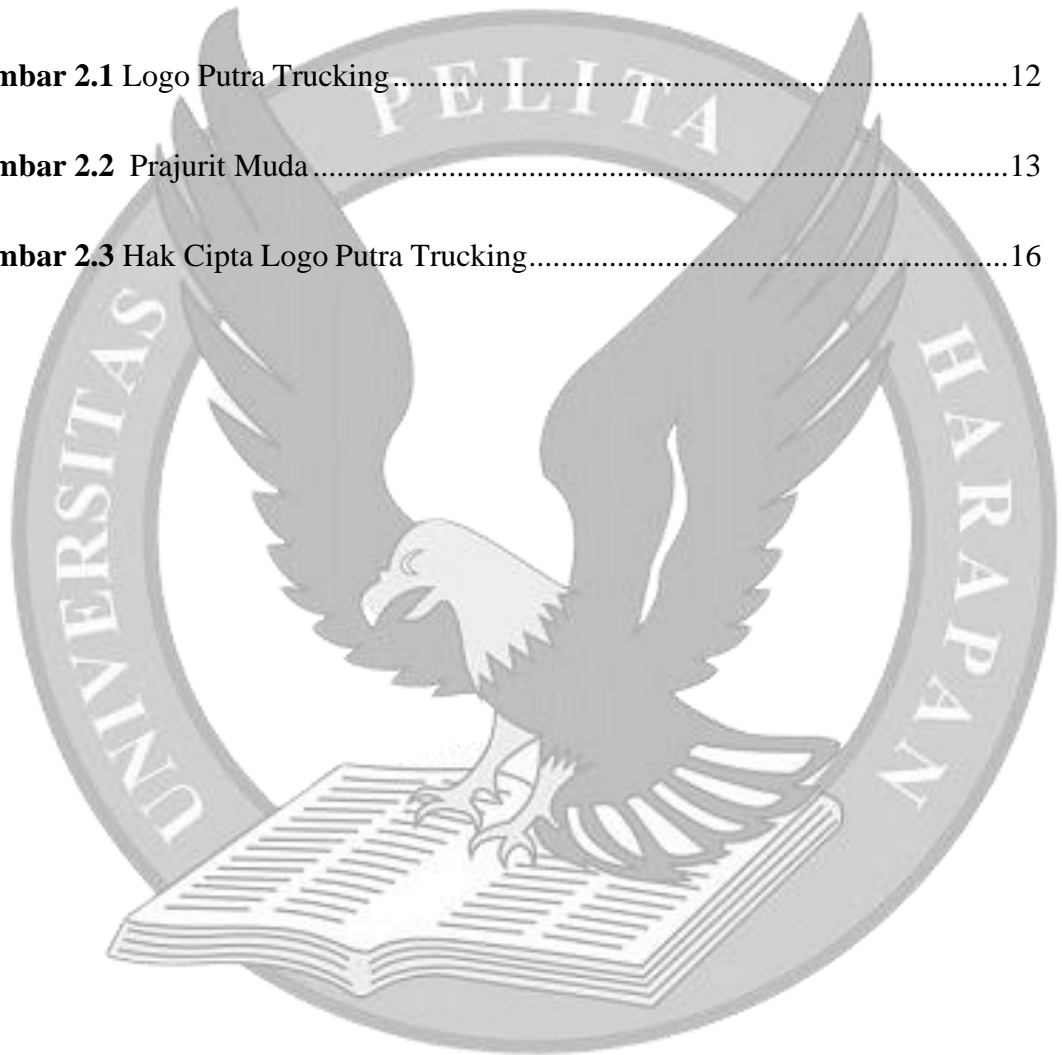 mbar 2.1 Logo Putra Trucking..........................................................................12
mbar 2.2 Prajurit Muda....................................................................................13
mbar 2.3 Hak Cipta Logo Putra Trucking..........................................................16
UNIVERSITAS PELITA HARAPAN